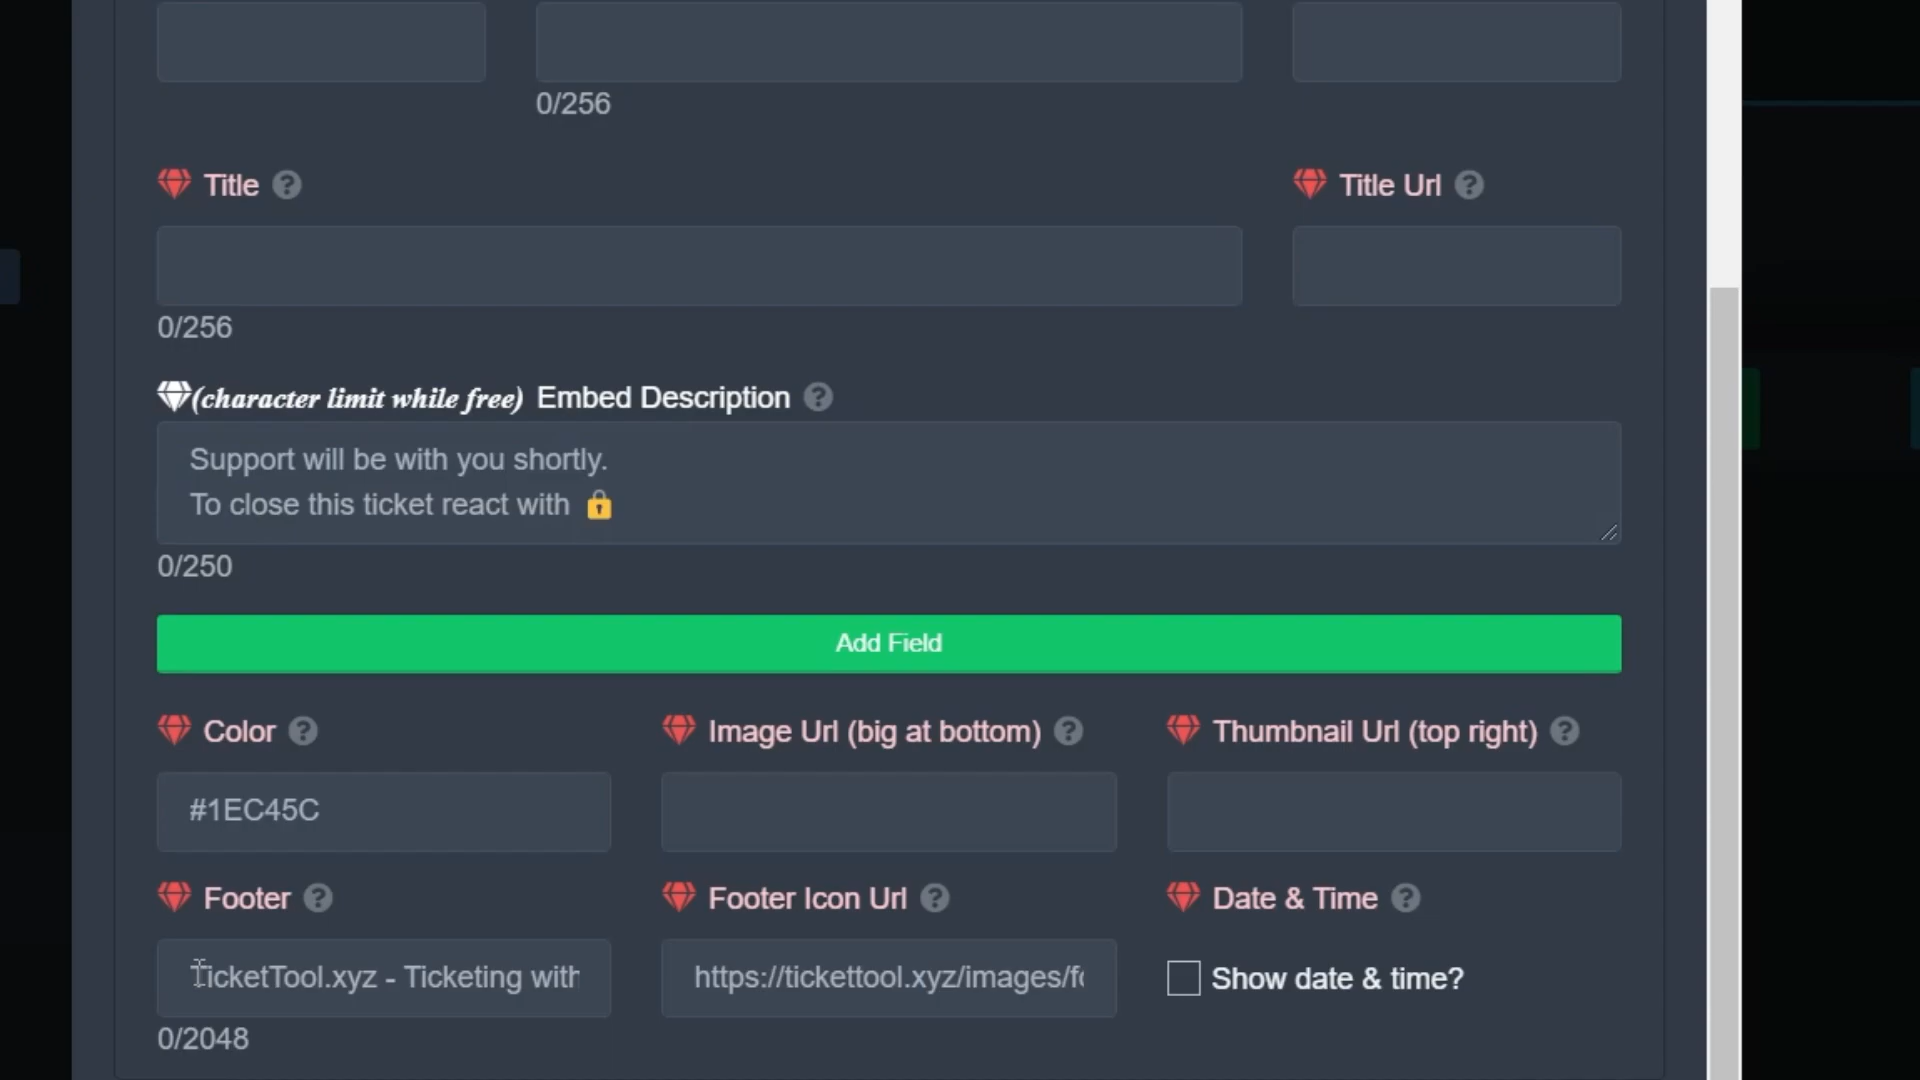 0/256
Title ?
Title Url ?
0/256
(character limit while free) Embed Description ?
Support will be with you shortly.
To close this ticket react with 🔒
0/250
Add Field
Color ?
Image Url (big at bottom) ?
Thumbnail Url (top right) ?
#1EC45C
Footer ?
Footer Icon Url ?
Date & Time ?
TicketTool.xyz - Ticketing with
https://tickettool.xyz/images/fo
Show date & time?
0/2048